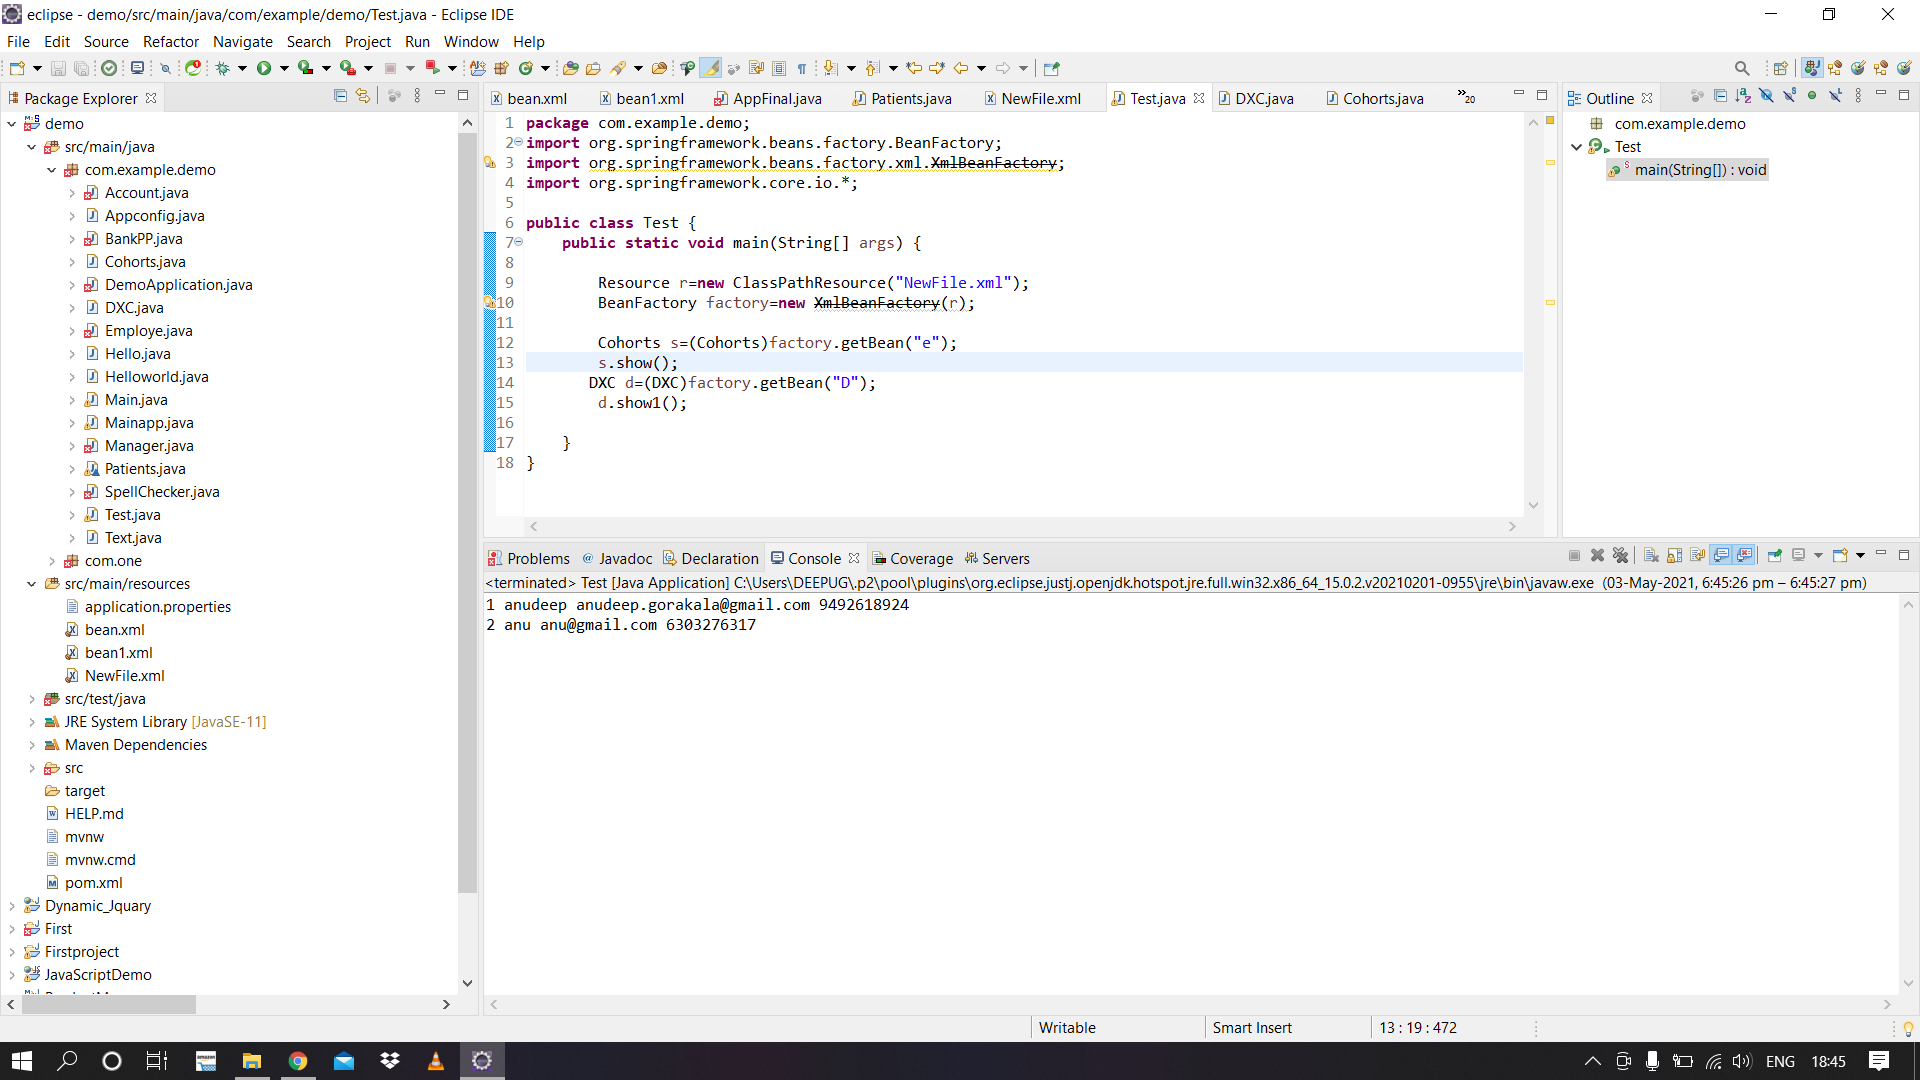 eclipse - demo/src/main/java/com/example/demo/Test.java - Eclipse IDE
File Edit Source Refactor Navigate Search Project Run Window Help
Package Explorer
demo
src/main/java
com.example.demo
Account.java
Appconfig.java
BankPP.java
Cohorts.java
DemoApplication.java
DXC.java
Employe.java
Hello.java
Helloworld.java
Main.java
Mainapp.java
Manager.java
Patients.java
SpellChecker.java
Test.java
Text.java
com.one
src/main/resources
application.properties
bean.xml
bean1.xml
NewFile.xml
src/test/java
JRE System Library [JavaSE-11]
Maven Dependencies
src
target
HELP.md
mvnw
mvnw.cmd
pom.xml
Dynamic_Jquary
First
Firstproject
JavaScriptDemo
bean.xml bean1.xml AppFinal.java Patients.java NewFile.xml Test.java DXC.java Cohorts.java »20
1 package com.example.demo;
2 import org.springframework.beans.factory.BeanFactory;
3 import org.springframework.beans.factory.xml.XmlBeanFactory;
4 import org.springframework.core.io.*;
5
6 public class Test {
7 public static void main(String[] args) {
8
9 Resource r=new ClassPathResource("NewFile.xml");
10 BeanFactory factory=new XmlBeanFactory(r);
11
12 Cohorts s=(Cohorts)factory.getBean("e");
13 s.show();
14 DXC d=(DXC)factory.getBean("D");
15 d.show1();
16
17 }
18 }
Outline
com.example.demo
Test
main(String[]) : void
Problems @ Javadoc Declaration Console Coverage Servers
<terminated> Test [Java Application] C:\Users\DEEPUG\.p2\pool\plugins\org.eclipse.justj.openjdk.hotspot.jre.full.win32.x86_64_15.0.2.v20210201-0955\jre\bin\javaw.exe (03-May-2021, 6:45:26 pm – 6:45:27 pm)
1 anudeep anudeep.gorakala@gmail.com 9492618924
2 anu anu@gmail.com 6303276317
Writable Smart Insert 13 : 19 : 472
ENG 18:45